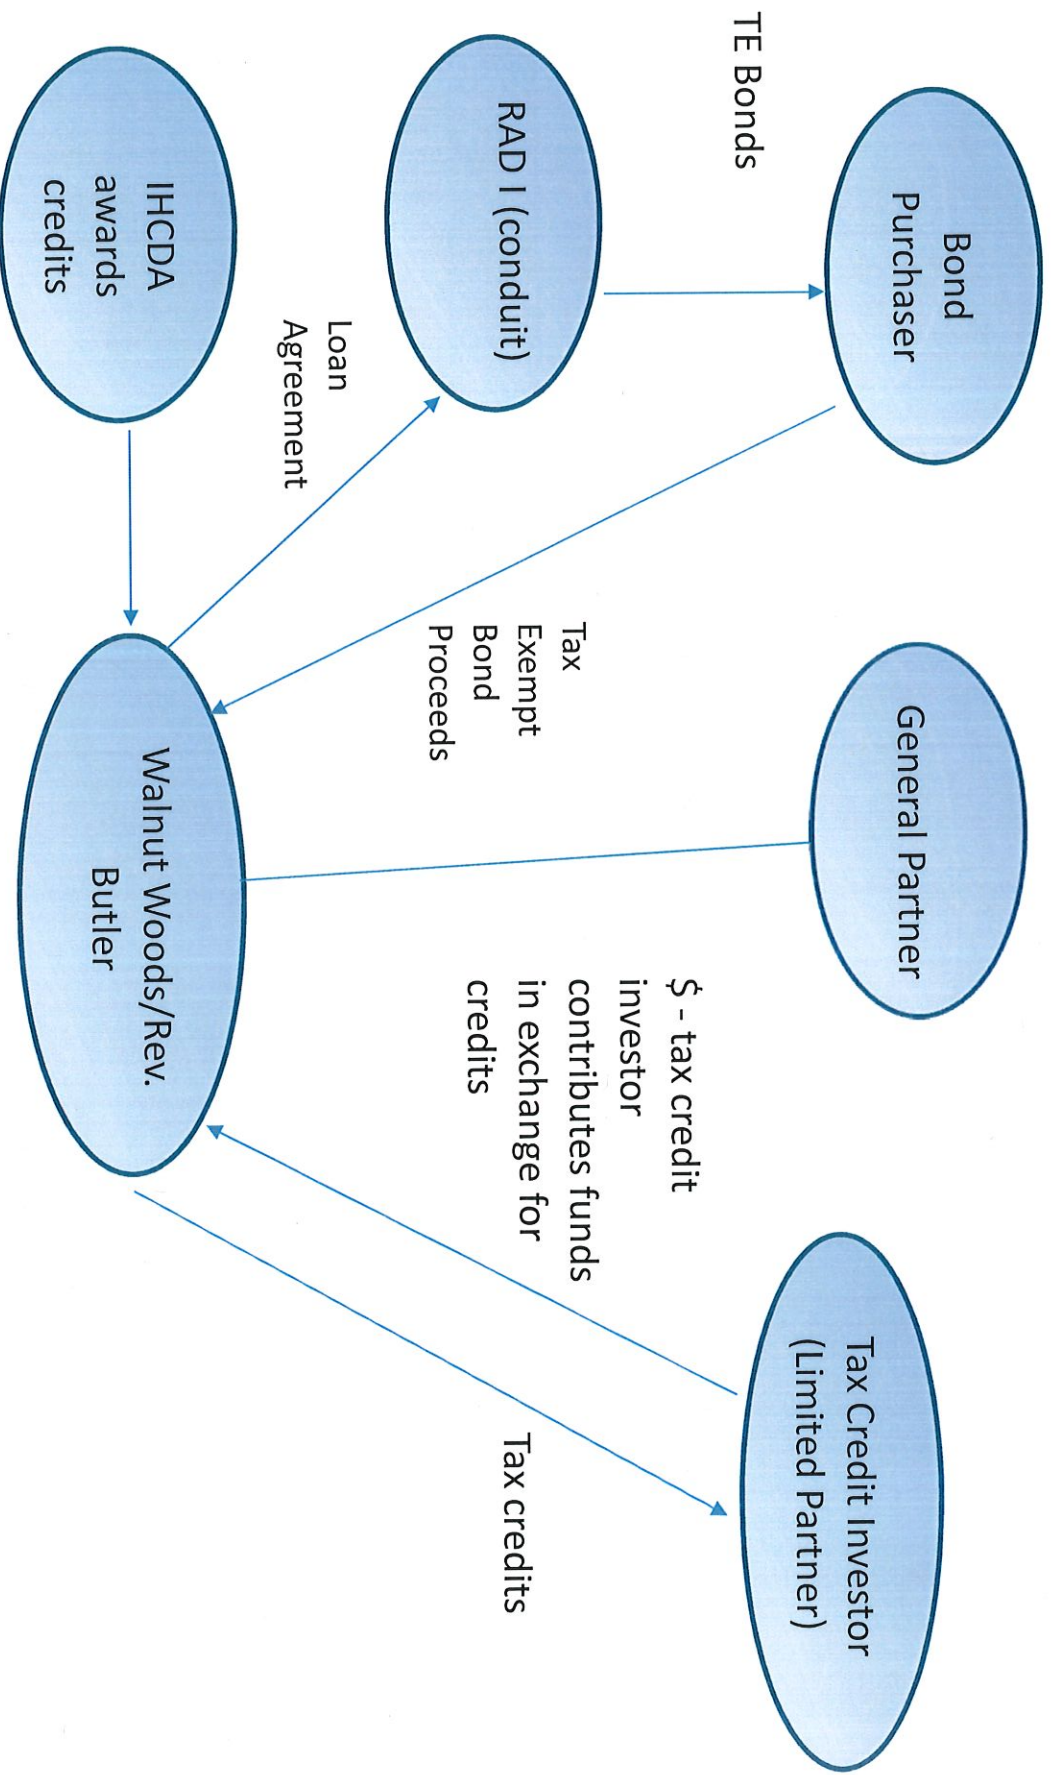 Bond
Purchaser
General Partner
Tax Credit Investor
(Limited Partner)
TE Bonds
$ - tax credit
investor
contributes funds
in exchange for
credits
Tax
Exempt
Bond
Proceeds
RAD I (conduit)
Tax credits
Loan
Agreement
IHCDA
awards
credits
Walnut Woods/Rev.
Butler